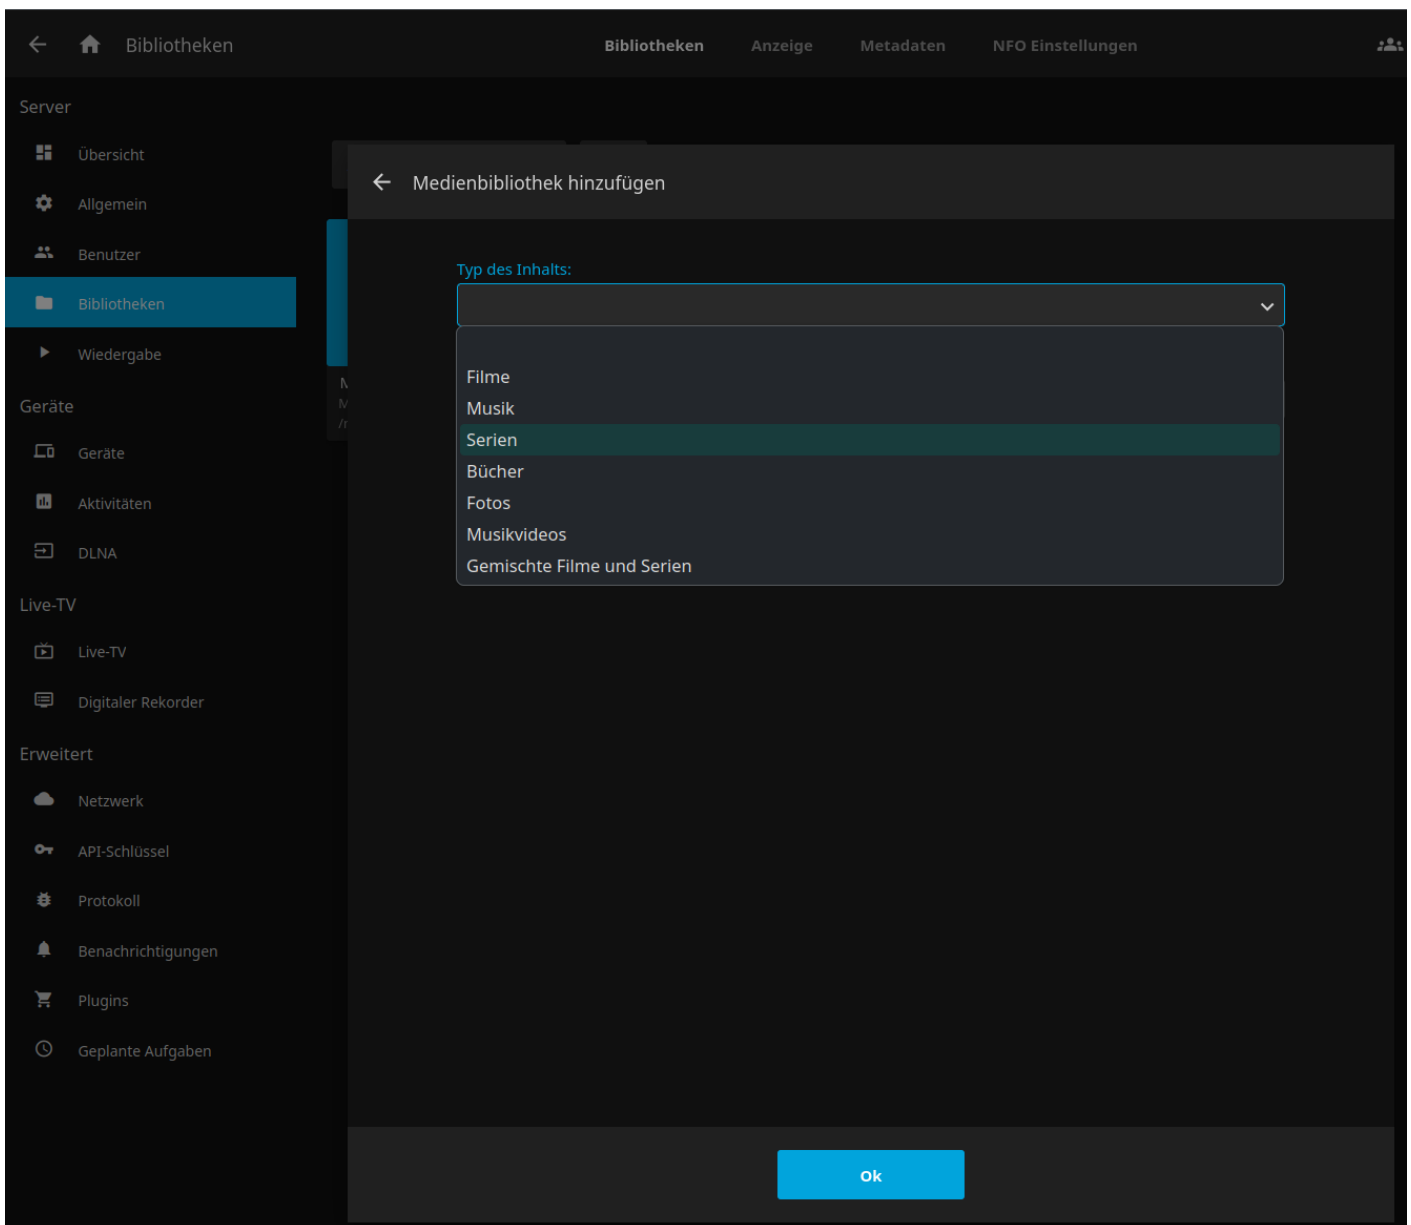 Bibliotheken
Bibliotheken Anzeige Metadaten NFO Einstellungen
Server
Übersicht
Allgemein
Benutzer
Bibliotheken
Wiedergabe
Geräte
Geräte
Aktivitäten
DLNA
Live-TV
Live-TV
Digitaler Rekorder
Erweitert
Netzwerk
API-Schlüssel
Protokoll
Benachrichtigungen
Plugins
Geplante Aufgaben
Medienbibliothek hinzufügen
Typ des Inhalts:
Filme
Musik
Serien
Bücher
Fotos
Musikvideos
Gemischte Filme und Serien
Ok